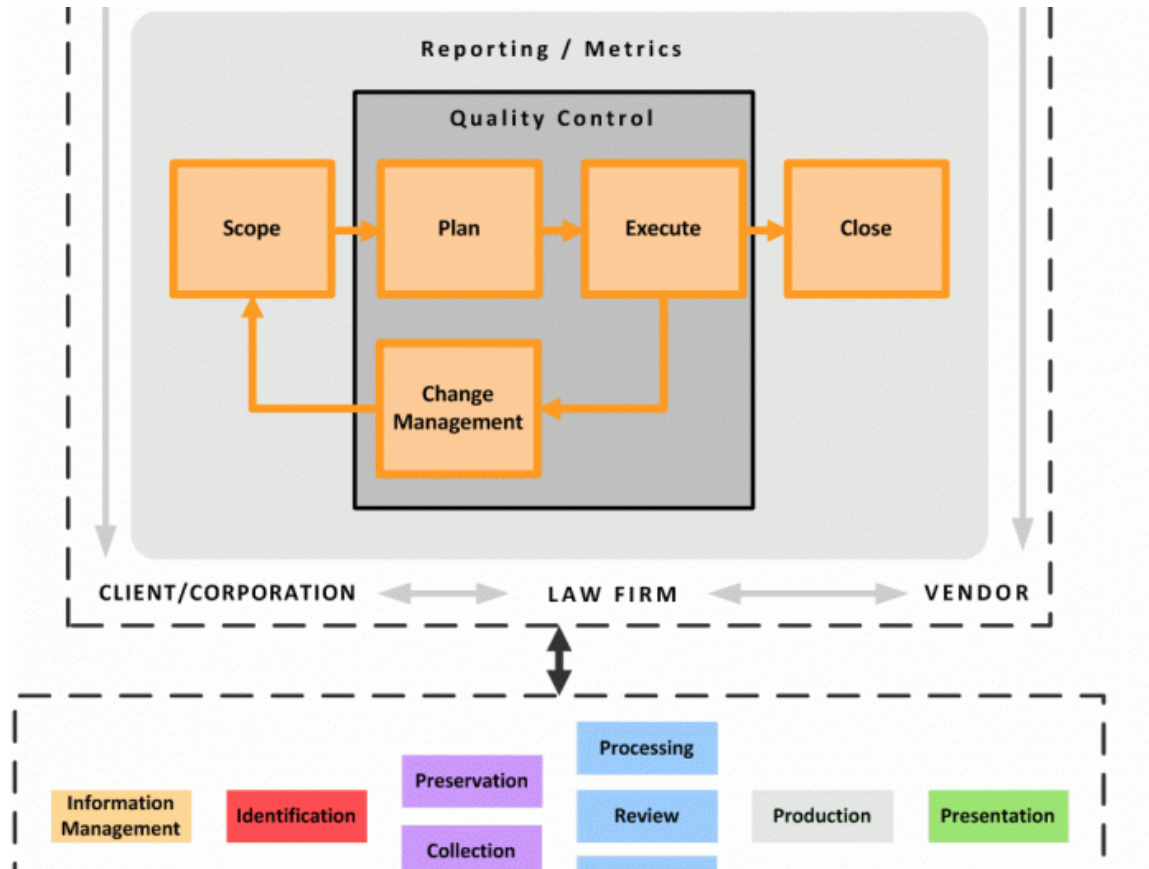 Reporting / Metrics
Quality Control
Scope
Plan
Execute
Close
Change
Management
CLIENT/CORPORATION
LAW FIRM
VENDOR
Processing
Preservation
Information
Management
Identification
Review
Production
Presentation
Collection